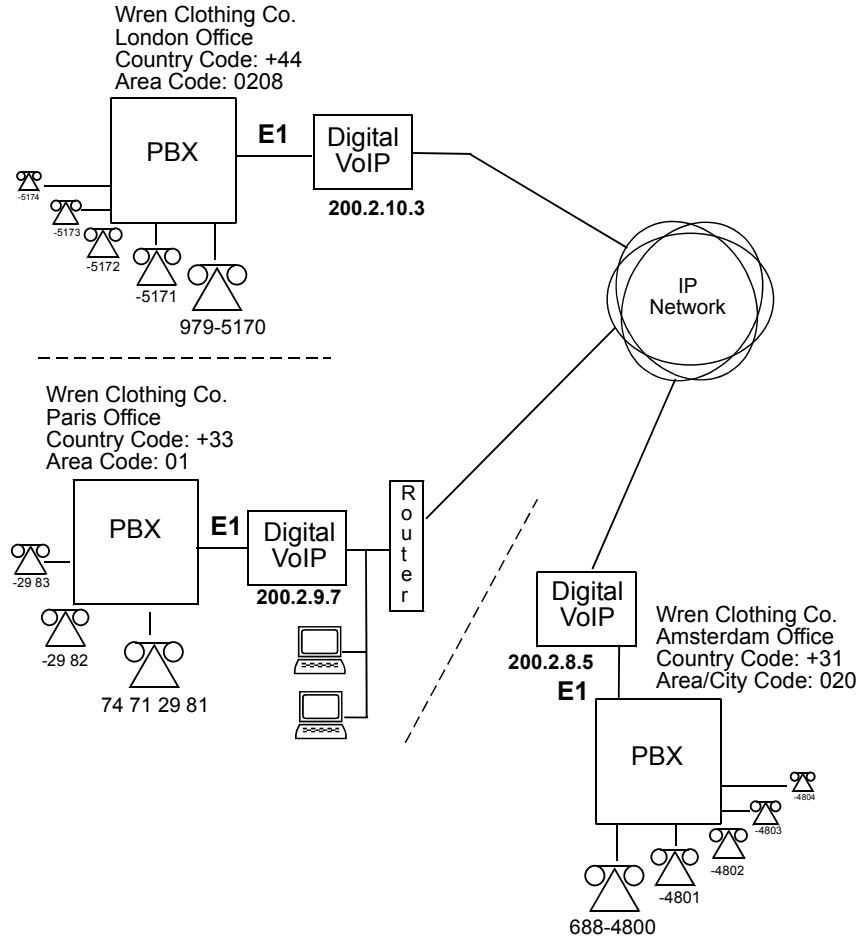 Wren Clothing Co.
London Office
Country Code: +44
Area Code: 0208
PBX
E1
Digital
VoIP
200.2.10.3
-5174
-5173
-5172
-5171
979-5170
IP
Network
Wren Clothing Co.
Paris Office
Country Code: +33
Area Code: 01
PBX
E1
Digital
VoIP
200.2.9.7
R
o
u
t
e
r
-29 83
-29 82
74 71 29 81
Digital
VoIP
200.2.8.5
E1
Wren Clothing Co.
Amsterdam Office
Country Code: +31
Area/City Code: 020
PBX
-4804
-4803
-4802
-4801
688-4800